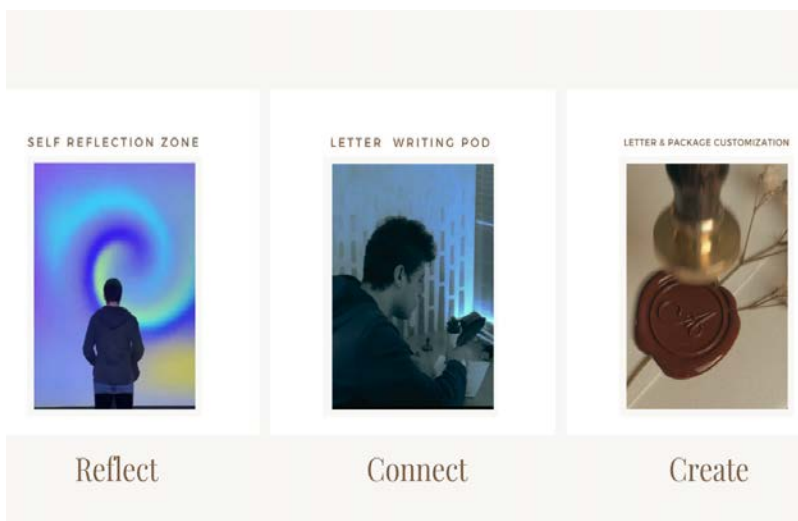 SELF REFLECTION ZONE
LETTER WRITING POD
LETTER & PACKAGE CUSTOMIZATION
Reflect
Connect
Create